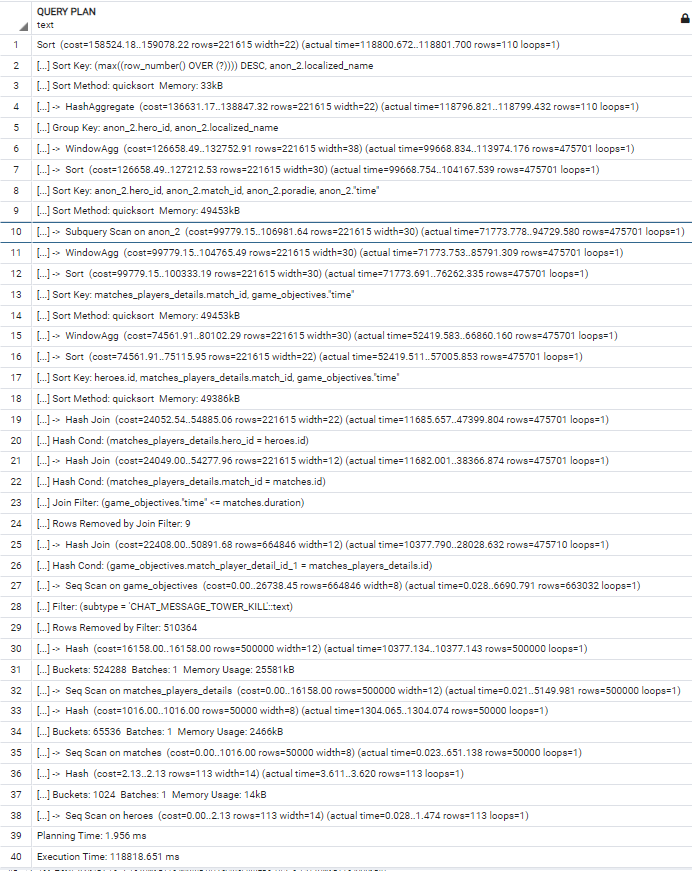 QUERY PLAN
text
1 Sort (cost=158524.18..159078.22 rows=221615 width=22) (actual time=118800.672..118801.700 rows=110 loops=1)
2 [...] Sort Key: (max((row_number() OVER (?)))) DESC, anon_2.localized_name
3 [...] Sort Method: quicksort Memory: 33kB
4 [...] -> HashAggregate (cost=136631.17..138847.32 rows=221615 width=22) (actual time=118796.821..118799.432 rows=110 loops=1)
5 [...] Group Key: anon_2.hero_id, anon_2.localized_name
6 [...] -> WindowAgg (cost=126658.49..132752.91 rows=221615 width=38) (actual time=99668.834..113974.176 rows=475701 loops=1)
7 [...] -> Sort (cost=126658.49..127212.53 rows=221615 width=30) (actual time=99668.754..104167.539 rows=475701 loops=1)
8 [...] Sort Key: anon_2.hero_id, anon_2.match_id, anon_2.poradie, anon_2."time"
9 [...] Sort Method: quicksort Memory: 49453kB
10 [...] -> Subquery Scan on anon_2 (cost=99779.15..106981.64 rows=221615 width=30) (actual time=71773.778..94729.580 rows=475701 loops=1)
11 [...] -> WindowAgg (cost=99779.15..104765.49 rows=221615 width=30) (actual time=71773.753..85791.309 rows=475701 loops=1)
12 [...] -> Sort (cost=99779.15..100333.19 rows=221615 width=30) (actual time=71773.691..76262.335 rows=475701 loops=1)
13 [...] Sort Key: matches_players_details.match_id, game_objectives."time"
14 [...] Sort Method: quicksort Memory: 49453kB
15 [...] -> WindowAgg (cost=74561.91..80102.29 rows=221615 width=30) (actual time=52419.583..66860.160 rows=475701 loops=1)
16 [...] -> Sort (cost=74561.91..75115.95 rows=221615 width=22) (actual time=52419.511..57005.853 rows=475701 loops=1)
17 [...] Sort Key: heroes.id, matches_players_details.match_id, game_objectives."time"
18 [...] Sort Method: quicksort Memory: 49386kB
19 [...] -> Hash Join (cost=24052.54..54885.06 rows=221615 width=22) (actual time=11685.657..47399.804 rows=475701 loops=1)
20 [...] Hash Cond: (matches_players_details.hero_id = heroes.id)
21 [...] -> Hash Join (cost=24049.00..54277.96 rows=221615 width=12) (actual time=11682.001..38366.874 rows=475701 loops=1)
22 [...] Hash Cond: (matches_players_details.match_id = matches.id)
23 [...] Join Filter: (game_objectives."time" <= matches.duration)
24 [...] Rows Removed by Join Filter: 9
25 [...] -> Hash Join (cost=22408.00..50891.68 rows=664846 width=12) (actual time=10377.790..28028.632 rows=475710 loops=1)
26 [...] Hash Cond: (game_objectives.match_player_detail_id_1 = matches_players_details.id)
27 [...] -> Seq Scan on game_objectives (cost=0.00..26738.45 rows=664846 width=8) (actual time=0.028..6690.791 rows=663032 loops=1)
28 [...] Filter: (subtype = 'CHAT_MESSAGE_TOWER_KILL'::text)
29 [...] Rows Removed by Filter: 510364
30 [...] -> Hash (cost=16158.00..16158.00 rows=500000 width=12) (actual time=10377.134..10377.143 rows=500000 loops=1)
31 [...] Buckets: 524288 Batches: 1 Memory Usage: 25581kB
32 [...] -> Seq Scan on matches_players_details (cost=0.00..16158.00 rows=500000 width=12) (actual time=0.021..5149.981 rows=500000 loops=1)
33 [...] -> Hash (cost=1016.00..1016.00 rows=50000 width=8) (actual time=1304.065..1304.074 rows=50000 loops=1)
34 [...] Buckets: 65536 Batches: 1 Memory Usage: 2466kB
35 [...] -> Seq Scan on matches (cost=0.00..1016.00 rows=50000 width=8) (actual time=0.023..651.138 rows=50000 loops=1)
36 [...] -> Hash (cost=2.13..2.13 rows=113 width=14) (actual time=3.611..3.620 rows=113 loops=1)
37 [...] Buckets: 1024 Batches: 1 Memory Usage: 14kB
38 [...] -> Seq Scan on heroes (cost=0.00..2.13 rows=113 width=14) (actual time=0.028..1.474 rows=113 loops=1)
39 Planning Time: 1.956 ms
40 Execution Time: 118818.651 ms